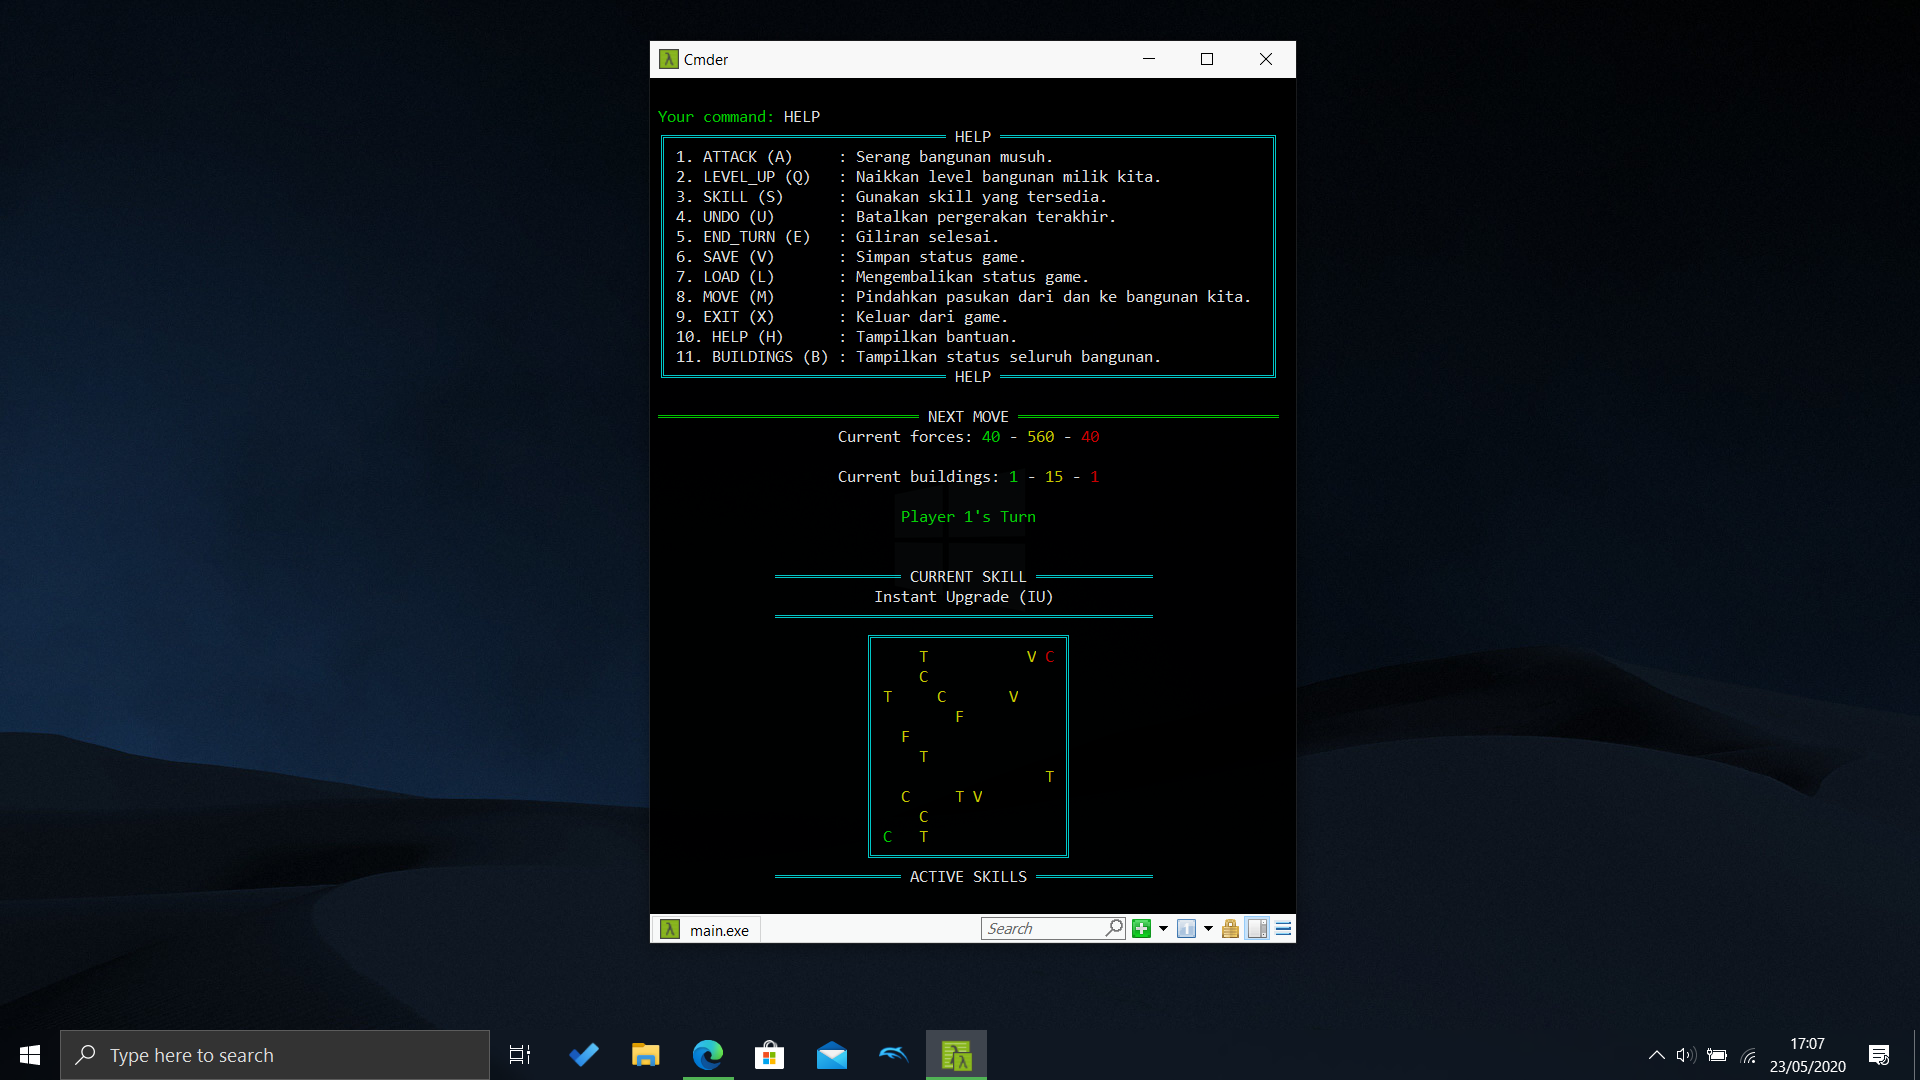 Cmder
Your command: HELP
HELP
1. ATTACK (A) : Serang bangunan musuh.
2. LEVEL_UP (Q) : Naikkan level bangunan milik kita.
3. SKILL (S) : Gunakan skill yang tersedia.
4. UNDO (U) : Batalkan pergerakan terakhir.
5. END_TURN (E) : Giliran selesai.
6. SAVE (V) : Simpan status game.
7. LOAD (L) : Mengembalikan status game.
8. MOVE (M) : Pindahkan pasukan dari dan ke bangunan kita.
9. EXIT (X) : Keluar dari game.
10. HELP (H) : Tampilkan bantuan.
11. BUILDINGS (B) : Tampilkan status seluruh bangunan.
HELP
NEXT MOVE
Current forces: 40 - 560 - 40
Current buildings: 1 - 15 - 1
Player 1's Turn
CURRENT SKILL
Instant Upgrade (IU)
T V C
C
T C V
F
F
T
T
C T V
C
C T
ACTIVE SKILLS
main.exe
Search
Type here to search
17:07
23/05/2020